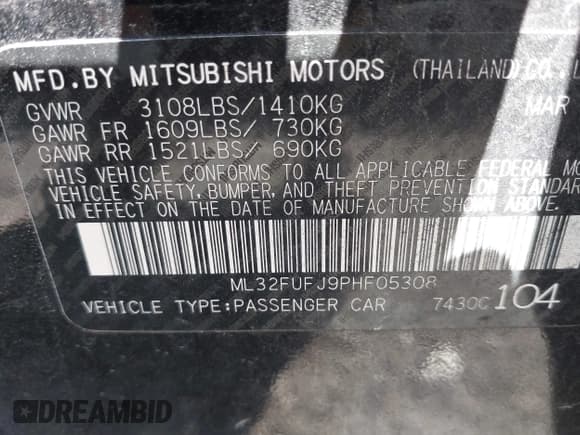 MFD.BY MITSUBISHI MOTORS (THAILAND)CO.,L
GVWR 3108LBS/1410KG MAR
GAWR FR 1609LBS/ 730KG
GAWR RR 1521LBS/ 690KG
THIS VEHICLE CONFORMS TO ALL APPLICABLE FEDERAL MO
VEHICLE SAFETY, BUMPER, AND THEFT PREVENTION STANDAR
IN EFFECT ON THE DATE OF MANUFACTURE SHOWN ABOVE.
ML32FUFJ9PHF05308
VEHICLE TYPE:PASSENGER CAR 7430C 104
DREAMBID